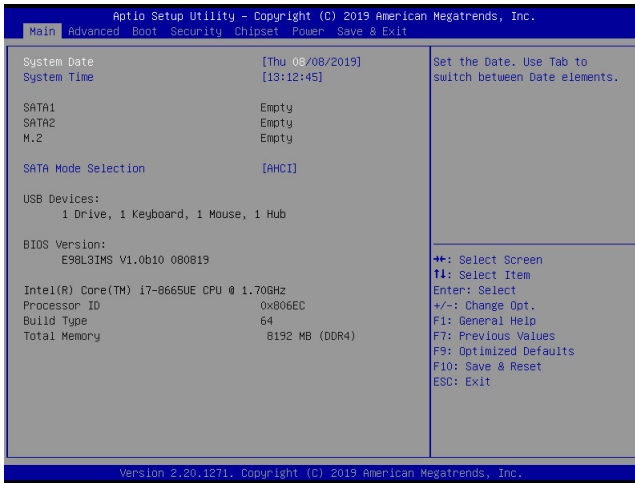 Aptio Setup Utility – Copyright (C) 2019 American Megatrends, Inc.
Main Advanced Boot Security Chipset Power Save & Exit
System Date [Thu 08/08/2019]
System Time [13:12:45]
SATA1 Empty
SATA2 Empty
M.2 Empty
SATA Mode Selection [AHCI]
USB Devices:
1 Drive, 1 Keyboard, 1 Mouse, 1 Hub
BIOS Version:
E98L3IMS V1.0b10 080819
Intel(R) Core(TM) i7-8665UE CPU @ 1.70GHz
Processor ID 0x806EC
Build Type 64
Total Memory 8192 MB (DDR4)
Set the Date. Use Tab to
switch between Date elements.
→←: Select Screen
↑↓: Select Item
Enter: Select
+/-: Change Opt.
F1: General Help
F7: Previous Values
F9: Optimized Defaults
F10: Save & Reset
ESC: Exit
Version 2.20.1271. Copyright (C) 2019 American Megatrends, Inc.